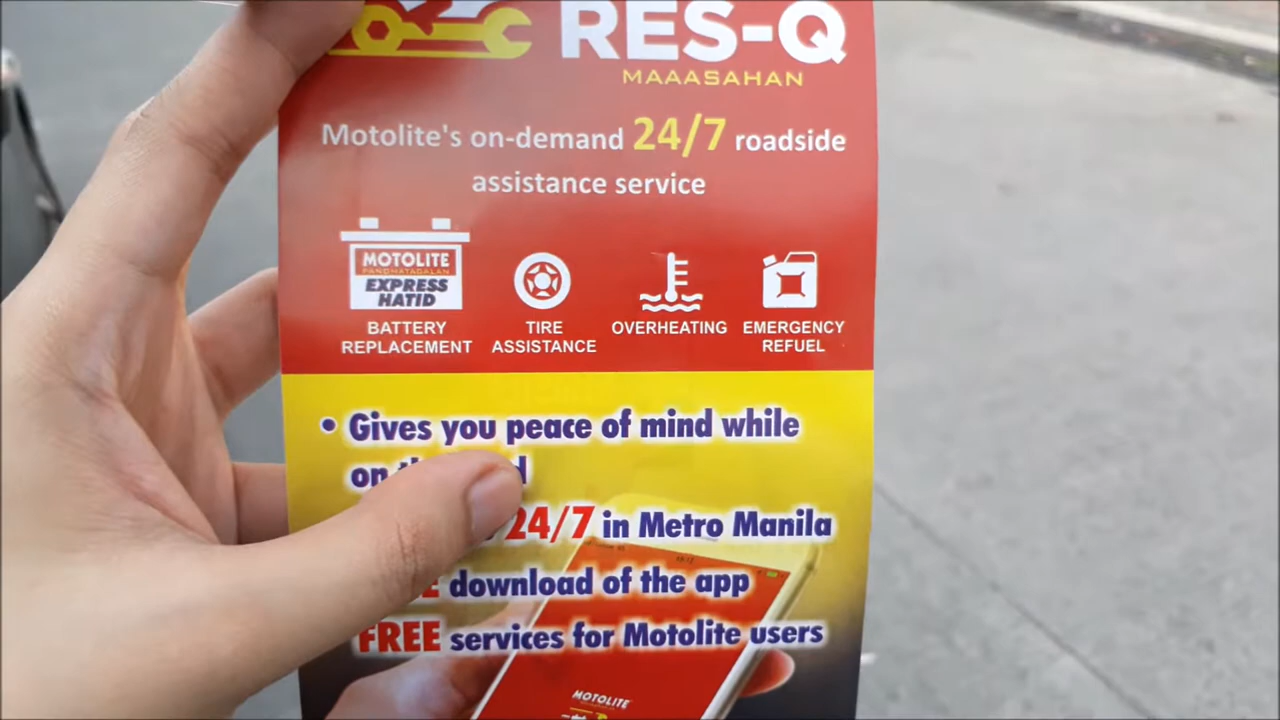 RES-Q
MAAASAHAN
Motolite's on-demand 24/7 roadside
assistance service
MOTOLITE
PANGMATAGALAN
EXPRESS
HATID
BATTERY
REPLACEMENT
TIRE
ASSISTANCE
OVERHEATING
EMERGENCY
REFUEL
• Gives you peace of mind while
on
24/7 in Metro Manila
download of the app
FREE services for Motolite users
MOTOLITE